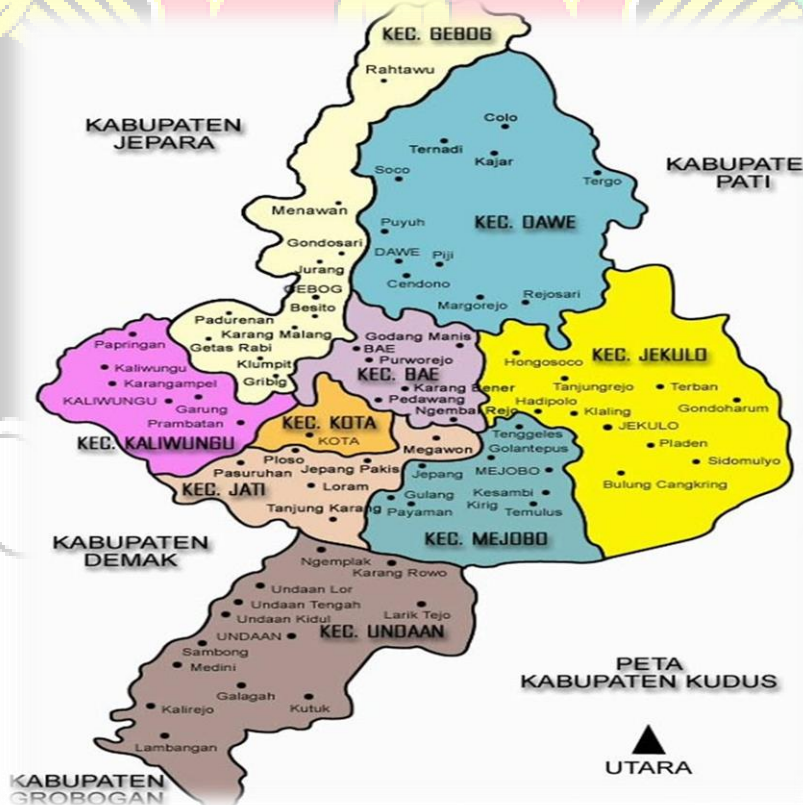 KEC. GEBOG
Rahtawu
KABUPATEN
JEPARA
Colo
Ternadi
Kajar
Soco
Tergo
KABUPATE
PATI
Menawan
Puyuh
KEC. DAWE
Gondosari
DAWE
Piji
Jurang
Cendono
GEBOG
Rejosari
Margorejo
Besito
Padurenan
Karang Malang
Getas Rabi
Klumpit
Gribig
Papringan
Kaliwungu
Karangampel
KALIWUNGU
Garung
Prambatan
KEC. KALIWUNGU
Godang Manis
BAE
Purworejo
KEC. BAE
Karang Bener
Pedawang
Ngembal Rejo
Hongosoco
KEC. JEKULO
Tanjungrejo
Terban
Gondoharum
Hadipolo
Klaling
JEKULO
Pladen
Sidomulyo
Bulung Cangkring
KEC. KOTA
KOTA
Megawon
Ploso
Pasuruhan
Jepang Pakis
KEC. JATI
Loram
Tanjung Karang
Tenggeles
Golantepus
Jepang
MEJOBO
Gulang
Kesambi
Payaman
Kirig
Temulus
KEC. MEJOBO
KABUPATEN
DEMAK
Ngemplak
Karang Rowo
Undaan Lor
Undaan Tengah
Undaan Kidul
Larik Tejo
UNDAAN
KEC. UNDAAN
Sambong
Medini
Galagah
Kalirejo
Kutuk
Lambangan
PETA
KABUPATEN KUDUS
UTARA
KABUPATEN
GROBOGAN